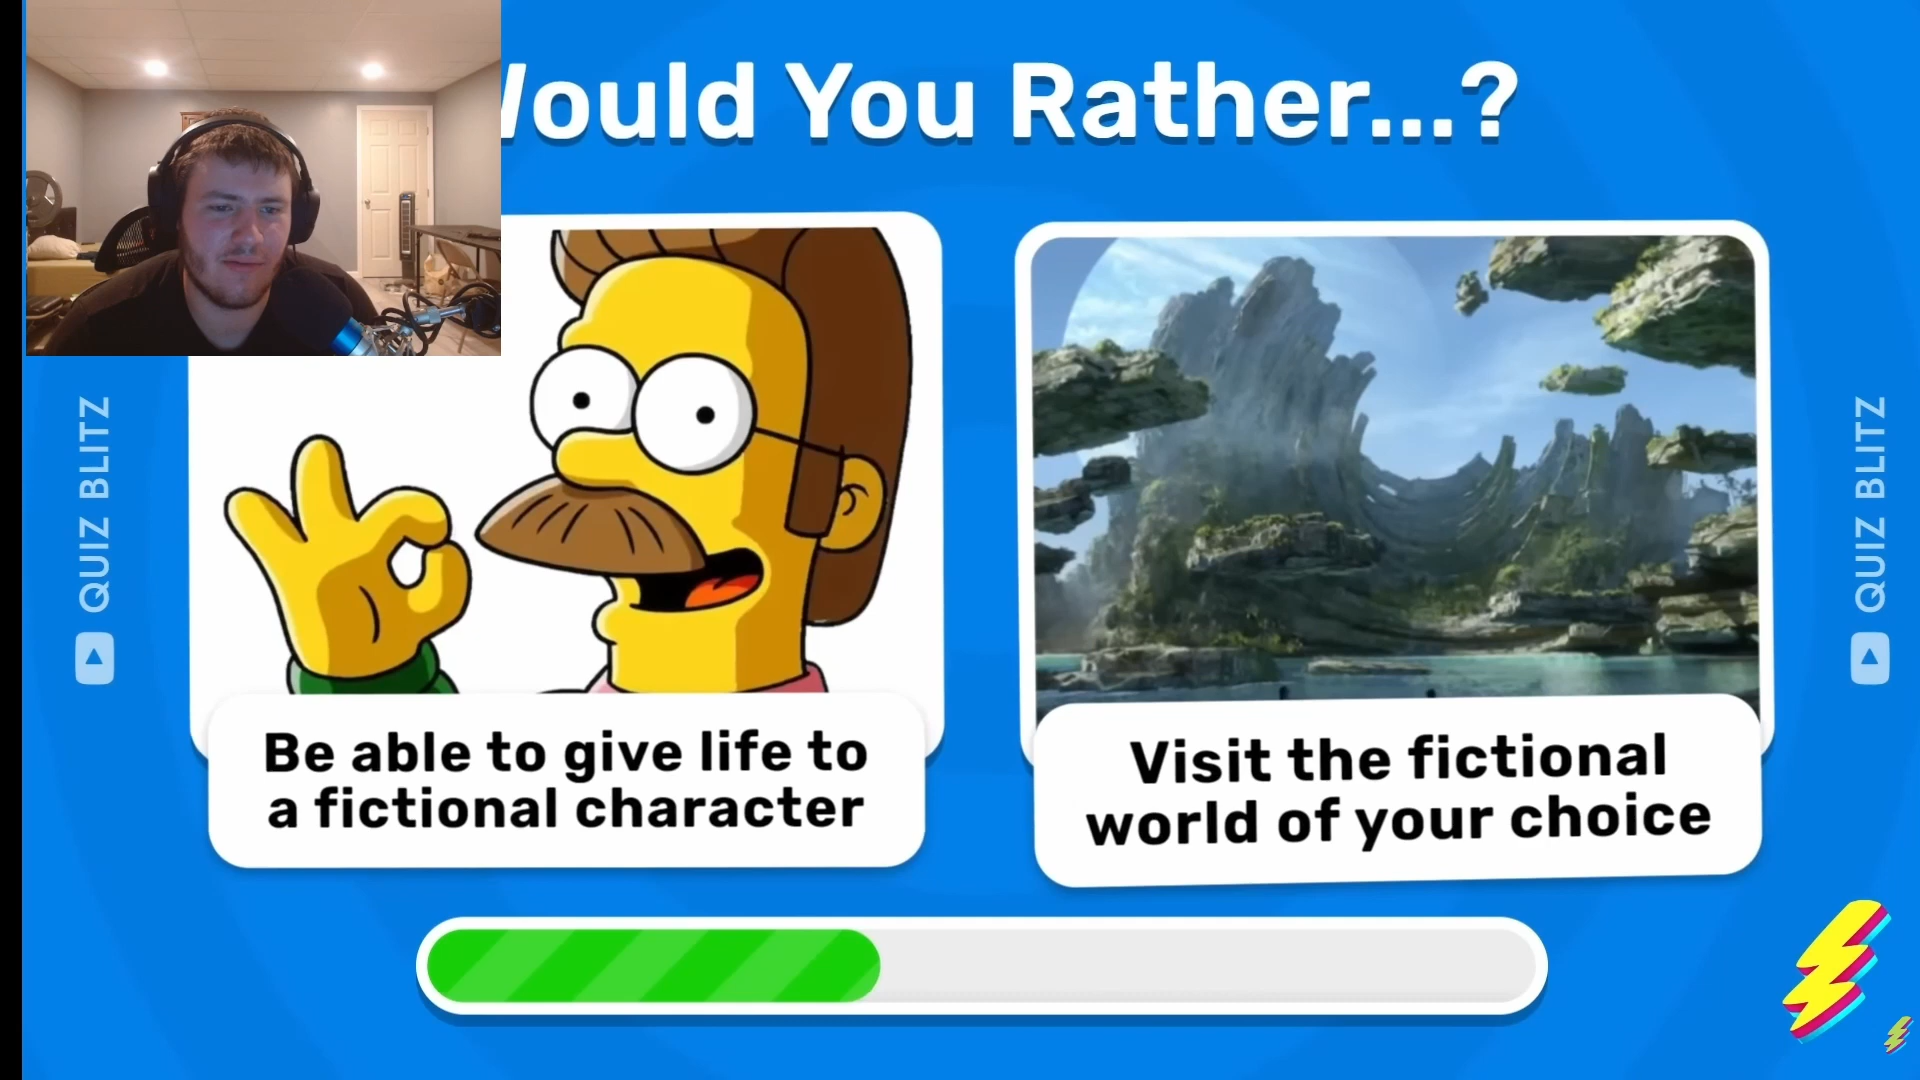 ould You Rather...?
QUIZ BLITZ
Be able to give life to
a fictional character
Visit the fictional
world of your choice
QUIZ BLITZ